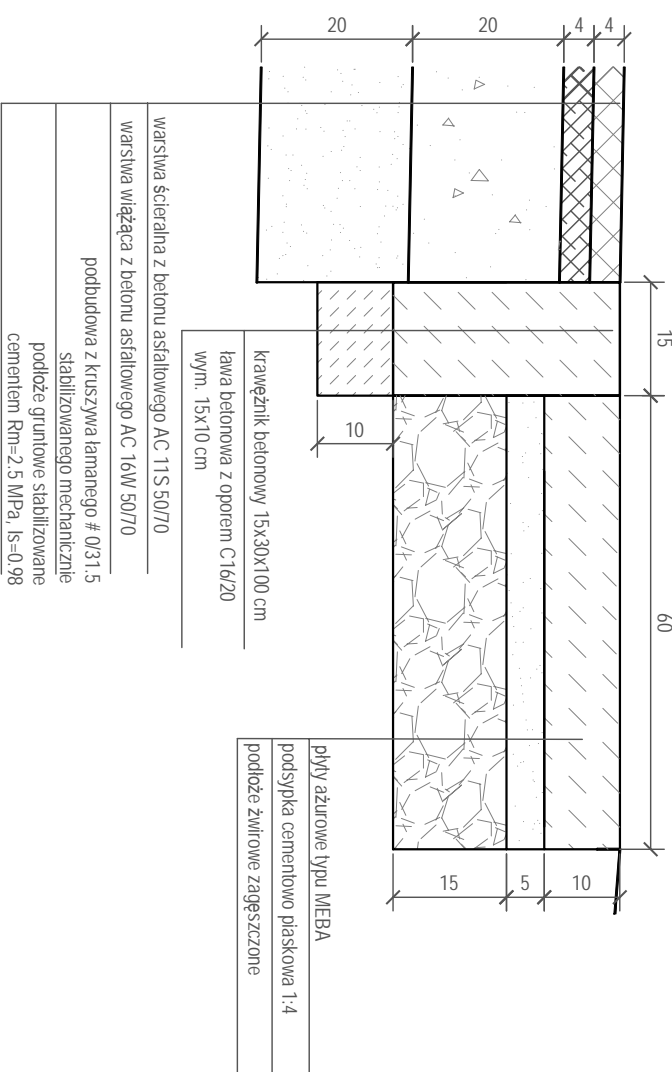 20
20
4
4
15
60
10
15
5
10
warstwa ścieralna z betonu asfaltowego AC 11S 50/70
warstwa wiążąca z betonu asfaltowego AC 16W 50/70
podbudowa z kruszywa łamanego # 0/31.5
stabilizowanego mechanicznie
podłoże gruntowe stabilizowane
cementem Rm=2.5 MPa, Is=0.98
krawężnik betonowy 15x30x100 cm
ława betonowa z oporem C16/20
wym. 15x10 cm
płyty ażurowe typu MEBA
podsypka cementowo piaskowa 1:4
podłoże żwirowe zagęszczone